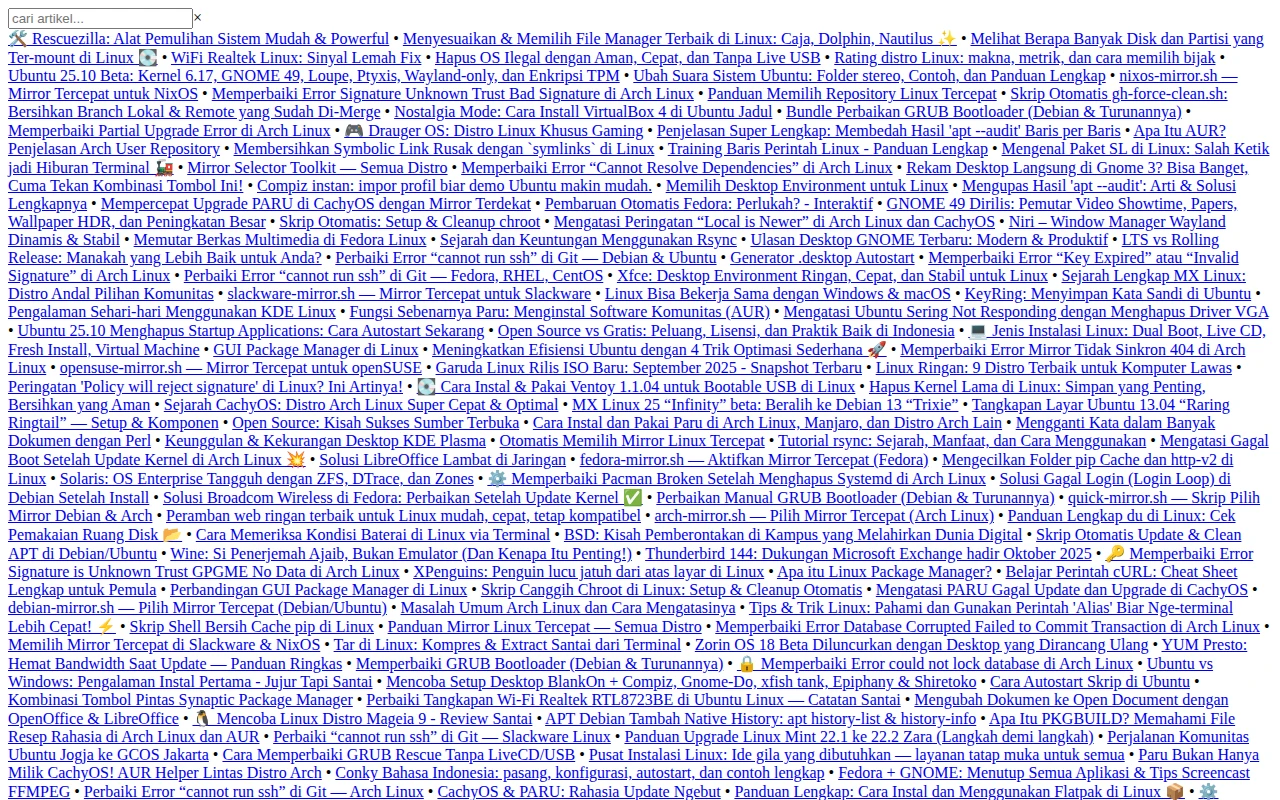 cari artikel... ×
🛠️ Rescuezilla: Alat Pemulihan Sistem Mudah & Powerful • Menyesuaikan & Memilih File Manager Terbaik di Linux: Caja, Dolphin, Nautilus ✨ • Melihat Berapa Banyak Disk dan Partisi yang
Ter-mount di Linux 💽 • WiFi Realtek Linux: Sinyal Lemah Fix • Hapus OS Ilegal dengan Aman, Cepat, dan Tanpa Live USB • Rating distro Linux: makna, metrik, dan cara memilih bijak •
Ubuntu 25.10 Beta: Kernel 6.17, GNOME 49, Loupe, Ptyxis, Wayland-only, dan Enkripsi TPM • Ubah Suara Sistem Ubuntu: Folder stereo, Contoh, dan Panduan Lengkap • nixos-mirror.sh —
Mirror Tercepat untuk NixOS • Memperbaiki Error Signature Unknown Trust Bad Signature di Arch Linux • Panduan Memilih Repository Linux Tercepat • Skrip Otomatis gh-force-clean.sh:
Bersihkan Branch Lokal & Remote yang Sudah Di-Merge • Nostalgia Mode: Cara Install VirtualBox 4 di Ubuntu Jadul • Bundle Perbaikan GRUB Bootloader (Debian & Turunannya) •
Memperbaiki Partial Upgrade Error di Arch Linux • 🎮 Drauger OS: Distro Linux Khusus Gaming • Penjelasan Super Lengkap: Membedah Hasil 'apt --audit' Baris per Baris • Apa Itu AUR?
Penjelasan Arch User Repository • Membersihkan Symbolic Link Rusak dengan `symlinks` di Linux • Training Baris Perintah Linux - Panduan Lengkap • Mengenal Paket SL di Linux: Salah Ketik
jadi Hiburan Terminal 🚂 • Mirror Selector Toolkit — Semua Distro • Memperbaiki Error “Cannot Resolve Dependencies” di Arch Linux • Rekam Desktop Langsung di Gnome 3? Bisa Banget,
Cuma Tekan Kombinasi Tombol Ini! • Compiz instan: impor profil biar demo Ubuntu makin mudah. • Memilih Desktop Environment untuk Linux • Mengupas Hasil 'apt --audit': Arti & Solusi
Lengkapnya • Mempercepat Upgrade PARU di CachyOS dengan Mirror Terdekat • Pembaruan Otomatis Fedora: Perlukah? - Interaktif • GNOME 49 Dirilis: Pemutar Video Showtime, Papers,
Wallpaper HDR, dan Peningkatan Besar • Skrip Otomatis: Setup & Cleanup chroot • Mengatasi Peringatan “Local is Newer” di Arch Linux dan CachyOS • Niri – Window Manager Wayland
Dinamis & Stabil • Memutar Berkas Multimedia di Fedora Linux • Sejarah dan Keuntungan Menggunakan Rsync • Ulasan Desktop GNOME Terbaru: Modern & Produktif • LTS vs Rolling
Release: Manakah yang Lebih Baik untuk Anda? • Perbaiki Error “cannot run ssh” di Git — Debian & Ubuntu • Generator .desktop Autostart • Memperbaiki Error “Key Expired” atau “Invalid
Signature” di Arch Linux • Perbaiki Error “cannot run ssh” di Git — Fedora, RHEL, CentOS • Xfce: Desktop Environment Ringan, Cepat, dan Stabil untuk Linux • Sejarah Lengkap MX Linux:
Distro Andal Pilihan Komunitas • slackware-mirror.sh — Mirror Tercepat untuk Slackware • Linux Bisa Bekerja Sama dengan Windows & macOS • KeyRing: Menyimpan Kata Sandi di Ubuntu •
Pengalaman Sehari-hari Menggunakan KDE Linux • Fungsi Sebenarnya Paru: Menginstal Software Komunitas (AUR) • Mengatasi Ubuntu Sering Not Responding dengan Menghapus Driver VGA
• Ubuntu 25.10 Menghapus Startup Applications: Cara Autostart Sekarang • Open Source vs Gratis: Peluang, Lisensi, dan Praktik Baik di Indonesia • 💻 Jenis Instalasi Linux: Dual Boot, Live CD,
Fresh Install, Virtual Machine • GUI Package Manager di Linux • Meningkatkan Efisiensi Ubuntu dengan 4 Trik Optimasi Sederhana 🚀 • Memperbaiki Error Mirror Tidak Sinkron 404 di Arch
Linux • opensuse-mirror.sh — Mirror Tercepat untuk openSUSE • Garuda Linux Rilis ISO Baru: September 2025 - Snapshot Terbaru • Linux Ringan: 9 Distro Terbaik untuk Komputer Lawas •
Peringatan 'Policy will reject signature' di Linux? Ini Artinya! • 💽 Cara Instal & Pakai Ventoy 1.1.04 untuk Bootable USB di Linux • Hapus Kernel Lama di Linux: Simpan yang Penting,
Bersihkan yang Aman • Sejarah CachyOS: Distro Arch Linux Super Cepat & Optimal • MX Linux 25 “Infinity” beta: Beralih ke Debian 13 “Trixie” • Tangkapan Layar Ubuntu 13.04 “Raring
Ringtail” — Setup & Komponen • Open Source: Kisah Sukses Sumber Terbuka • Cara Instal dan Pakai Paru di Arch Linux, Manjaro, dan Distro Arch Lain • Mengganti Kata dalam Banyak
Dokumen dengan Perl • Keunggulan & Kekurangan Desktop KDE Plasma • Otomatis Memilih Mirror Linux Tercepat • Tutorial rsync: Sejarah, Manfaat, dan Cara Menggunakan • Mengatasi Gagal
Boot Setelah Update Kernel di Arch Linux 💥 • Solusi LibreOffice Lambat di Jaringan • fedora-mirror.sh — Aktifkan Mirror Tercepat (Fedora) • Mengecilkan Folder pip Cache dan http-v2 di
Linux • Solaris: OS Enterprise Tangguh dengan ZFS, DTrace, dan Zones • ⚙️ Memperbaiki Pacman Broken Setelah Menghapus Systemd di Arch Linux • Solusi Gagal Login (Login Loop) di
Debian Setelah Install • Solusi Broadcom Wireless di Fedora: Perbaikan Setelah Update Kernel ✅ • Perbaikan Manual GRUB Bootloader (Debian & Turunannya) • quick-mirror.sh — Skrip Pilih
Mirror Debian & Arch • Peramban web ringan terbaik untuk Linux mudah, cepat, tetap kompatibel • arch-mirror.sh — Pilih Mirror Tercepat (Arch Linux) • Panduan Lengkap du di Linux: Cek
Pemakaian Ruang Disk 📂 • Cara Memeriksa Kondisi Baterai di Linux via Terminal • BSD: Kisah Pemberontakan di Kampus yang Melahirkan Dunia Digital • Skrip Otomatis Update & Clean
APT di Debian/Ubuntu • Wine: Si Penerjemah Ajaib, Bukan Emulator (Dan Kenapa Itu Penting!) • Thunderbird 144: Dukungan Microsoft Exchange hadir Oktober 2025 • 🔑 Memperbaiki Error
Signature is Unknown Trust GPGME No Data di Arch Linux • XPenguins: Penguin lucu jatuh dari atas layar di Linux • Apa itu Linux Package Manager? • Belajar Perintah cURL: Cheat Sheet
Lengkap untuk Pemula • Perbandingan GUI Package Manager di Linux • Skrip Canggih Chroot di Linux: Setup & Cleanup Otomatis • Mengatasi PARU Gagal Update dan Upgrade di CachyOS •
debian-mirror.sh — Pilih Mirror Tercepat (Debian/Ubuntu) • Masalah Umum Arch Linux dan Cara Mengatasinya • Tips & Trik Linux: Pahami dan Gunakan Perintah 'Alias' Biar Nge-terminal
Lebih Cepat! ⚡ • Skrip Shell Bersih Cache pip di Linux • Panduan Mirror Linux Tercepat — Semua Distro • Memperbaiki Error Database Corrupted Failed to Commit Transaction di Arch Linux •
Memilih Mirror Tercepat di Slackware & NixOS • Tar di Linux: Kompres & Extract Santai dari Terminal • Zorin OS 18 Beta Diluncurkan dengan Desktop yang Dirancang Ulang • YUM Presto:
Hemat Bandwidth Saat Update — Panduan Ringkas • Memperbaiki GRUB Bootloader (Debian & Turunannya) • 🔒 Memperbaiki Error could not lock database di Arch Linux • Ubuntu vs
Windows: Pengalaman Instal Pertama - Jujur Tapi Santai • Mencoba Setup Desktop BlankOn + Compiz, Gnome-Do, xfish tank, Epiphany & Shiretoko • Cara Autostart Skrip di Ubuntu •
Kombinasi Tombol Pintas Synaptic Package Manager • Perbaiki Tangkapan Wi-Fi Realtek RTL8723BE di Ubuntu Linux — Catatan Santai • Mengubah Dokumen ke Open Document dengan
OpenOffice & LibreOffice • 🐧 Mencoba Linux Distro Mageia 9 - Review Santai • APT Debian Tambah Native History: apt history-list & history-info • Apa Itu PKGBUILD? Memahami File
Resep Rahasia di Arch Linux dan AUR • Perbaiki “cannot run ssh” di Git — Slackware Linux • Panduan Upgrade Linux Mint 22.1 ke 22.2 Zara (Langkah demi langkah) • Perjalanan Komunitas
Ubuntu Jogja ke GCOS Jakarta • Cara Memperbaiki GRUB Rescue Tanpa LiveCD/USB • Pusat Instalasi Linux: Ide gila yang dibutuhkan — layanan tatap muka untuk semua • Paru Bukan Hanya
Milik CachyOS! AUR Helper Lintas Distro Arch • Conky Bahasa Indonesia: pasang, konfigurasi, autostart, dan contoh lengkap • Fedora + GNOME: Menutup Semua Aplikasi & Tips Screencast
FFMPEG • Perbaiki Error “cannot run ssh” di Git — Arch Linux • CachyOS & PARU: Rahasia Update Ngebut • Panduan Lengkap: Cara Instal dan Menggunakan Flatpak di Linux 📦 • ⚙️